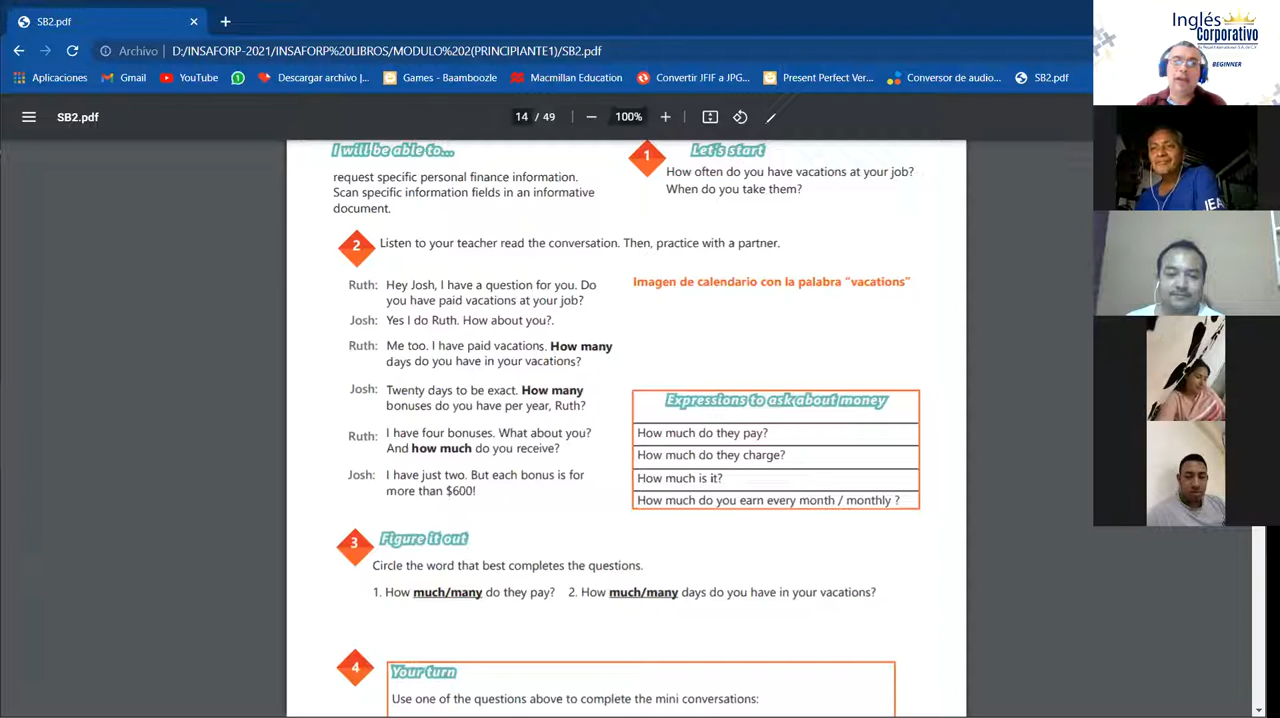 SB2.pdf
Archivo | D:/INSAFORP-2021/INSAFORP%20LIBROS/MODULO%202(PRINCIPIANTE1)/SB2.pdf
Aplicaciones Gmail YouTube Descargar archivo |... Games - Baamboozle Macmillan Education Convertir JFIF a JPG... Present Perfect Ver... Conversor de audio... SB2.pdf
SB2.pdf 14 / 49 100%
I will be able to...
request specific personal finance information.
Scan specific information fields in an informative
document.
1 Let's start
How often do you have vacations at your job?
When do you take them?
2 Listen to your teacher read the conversation. Then, practice with a partner.
Ruth: Hey Josh, I have a question for you. Do
you have paid vacations at your job?
Josh: Yes I do Ruth. How about you?.
Ruth: Me too. I have paid vacations. How many
days do you have in your vacations?
Josh: Twenty days to be exact. How many
bonuses do you have per year, Ruth?
Ruth: I have four bonuses. What about you?
And how much do you receive?
Josh: I have just two. But each bonus is for
more than $600!
Imagen de calendario con la palabra “vacations”
Expressions to ask about money
How much do they pay?
How much do they charge?
How much is it?
How much do you earn every month / monthly ?
3 Figure it out
Circle the word that best completes the questions.
1. How much/many do they pay? 2. How much/many days do you have in your vacations?
4 Your turn
Use one of the questions above to complete the mini conversations:
Inglés
Corporativo
BEGINNER